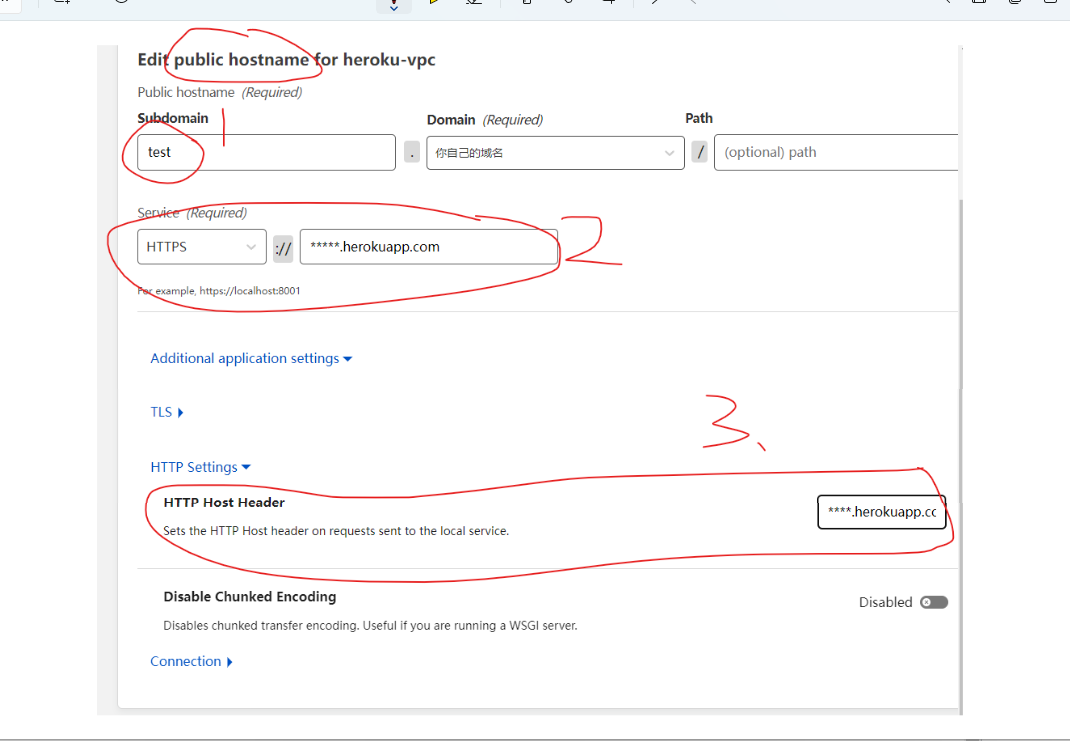 Edit public hostname for heroku-vpc
Public hostname (Required)
1
Subdomain Domain (Required) Path
test . 你自己的域名 / (optional) path
Service (Required)
HTTPS :// *****.herokuapp.com
2
For example, https://localhost:8001
Additional application settings
TLS
3、
HTTP Settings
HTTP Host Header
****.herokuapp.cc
Sets the HTTP Host header on requests sent to the local service.
Disable Chunked Encoding
Disabled
Disables chunked transfer encoding. Useful if you are running a WSGI server.
Connection